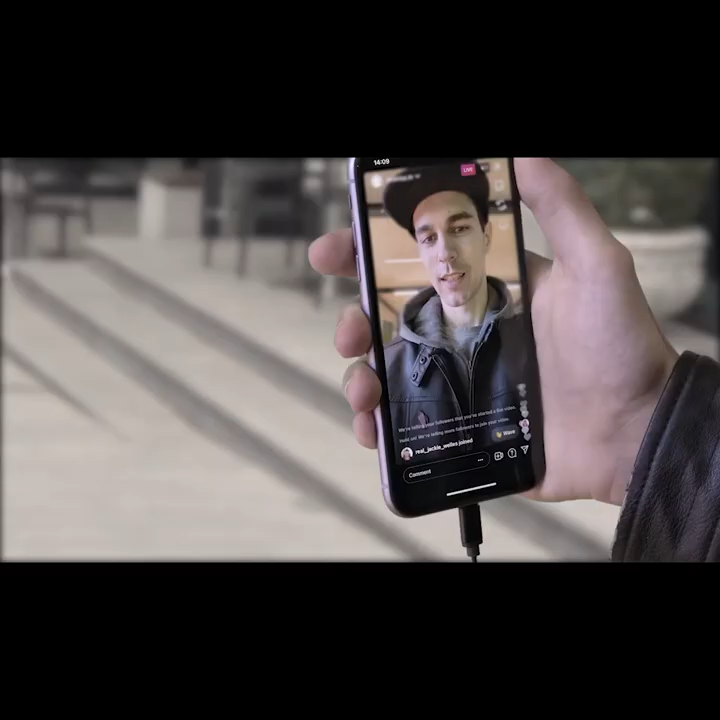 14:09
LIVE
We're telling your followers that you've started a live video.
Hold on! We're telling more followers to join your video.
👋 Wave
real_jackie_welles joined
Comment